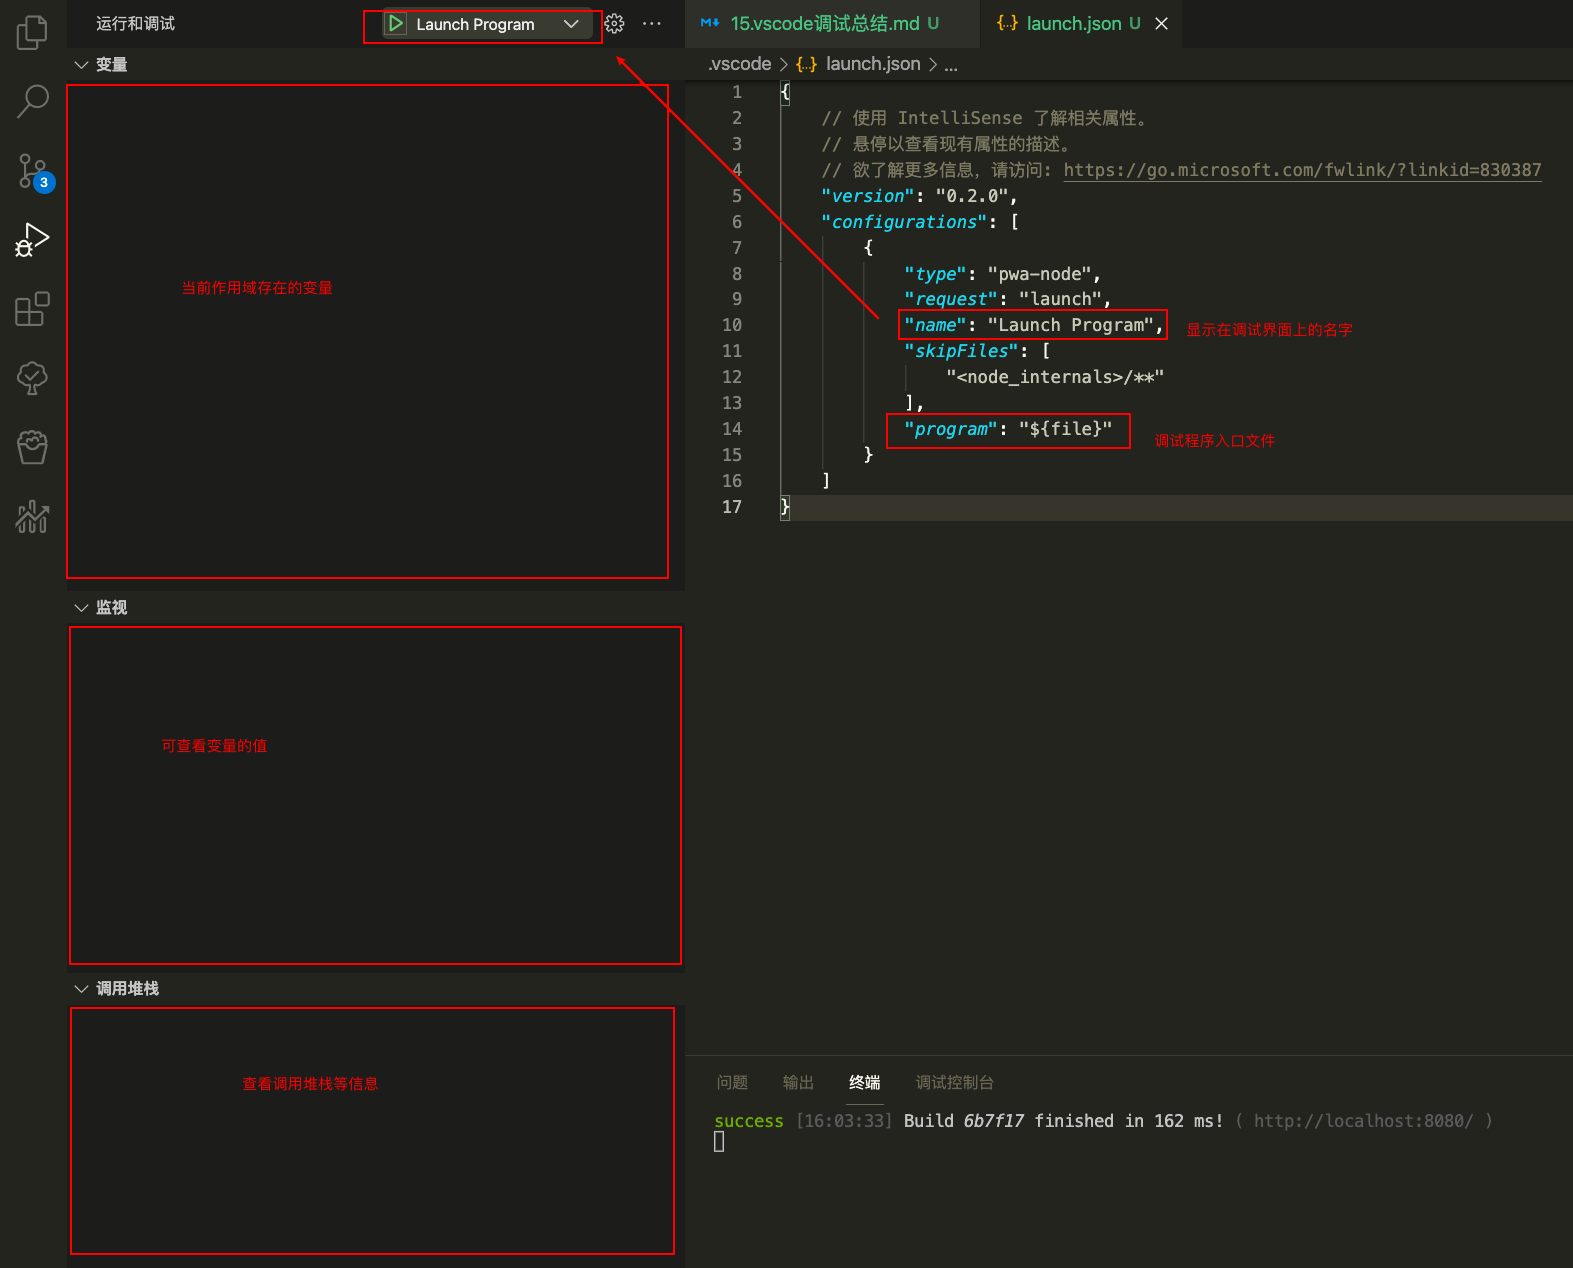 运行和调试
Launch Program
变量
当前作用域存在的变量
监视
可查看变量的值
调用堆栈
查看调用堆栈等信息
3
15.vscode调试总结.md U
{..} launch.json U
.vscode > {..} launch.json > ...
1 {
2 // 使用 IntelliSense 了解相关属性。
3 // 悬停以查看现有属性的描述。
4 // 欲了解更多信息，请访问: https://go.microsoft.com/fwlink/?linkid=830387
5 "version": "0.2.0",
6 "configurations": [
7 {
8 "type": "pwa-node",
9 "request": "launch",
10 "name": "Launch Program",
显示在调试界面上的名字
11 "skipFiles": [
12 "<node_internals>/**"
13 ],
14 "program": "${file}"
调试程序入口文件
15 }
16 ]
17 }
问题 输出 终端 调试控制台
success [16:03:33] Build 6b7f17 finished in 162 ms! ( http://localhost:8080/ )